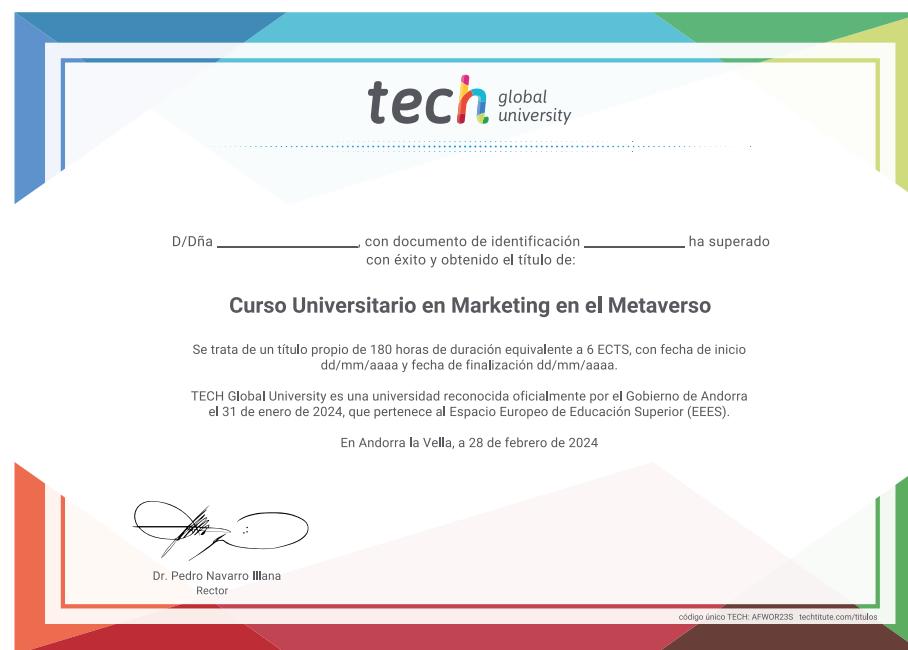 tech global university
D/Dña ______________, con documento de identificación __________ ha superado
con éxito y obtenido el título de:
Curso Universitario en Marketing en el Metaverso
Se trata de un título propio de 180 horas de duración equivalente a 6 ECTS, con fecha de inicio
dd/mm/aaaa y fecha de finalización dd/mm/aaaa.
TECH Global University es una universidad reconocida oficialmente por el Gobierno de Andorra
el 31 de enero de 2024, que pertenece al Espacio Europeo de Educación Superior (EEES).
En Andorra la Vella, a 28 de febrero de 2024
Dr. Pedro Navarro Illana
Rector
código único TECH: AFWOR23S techtitute.com/titulos